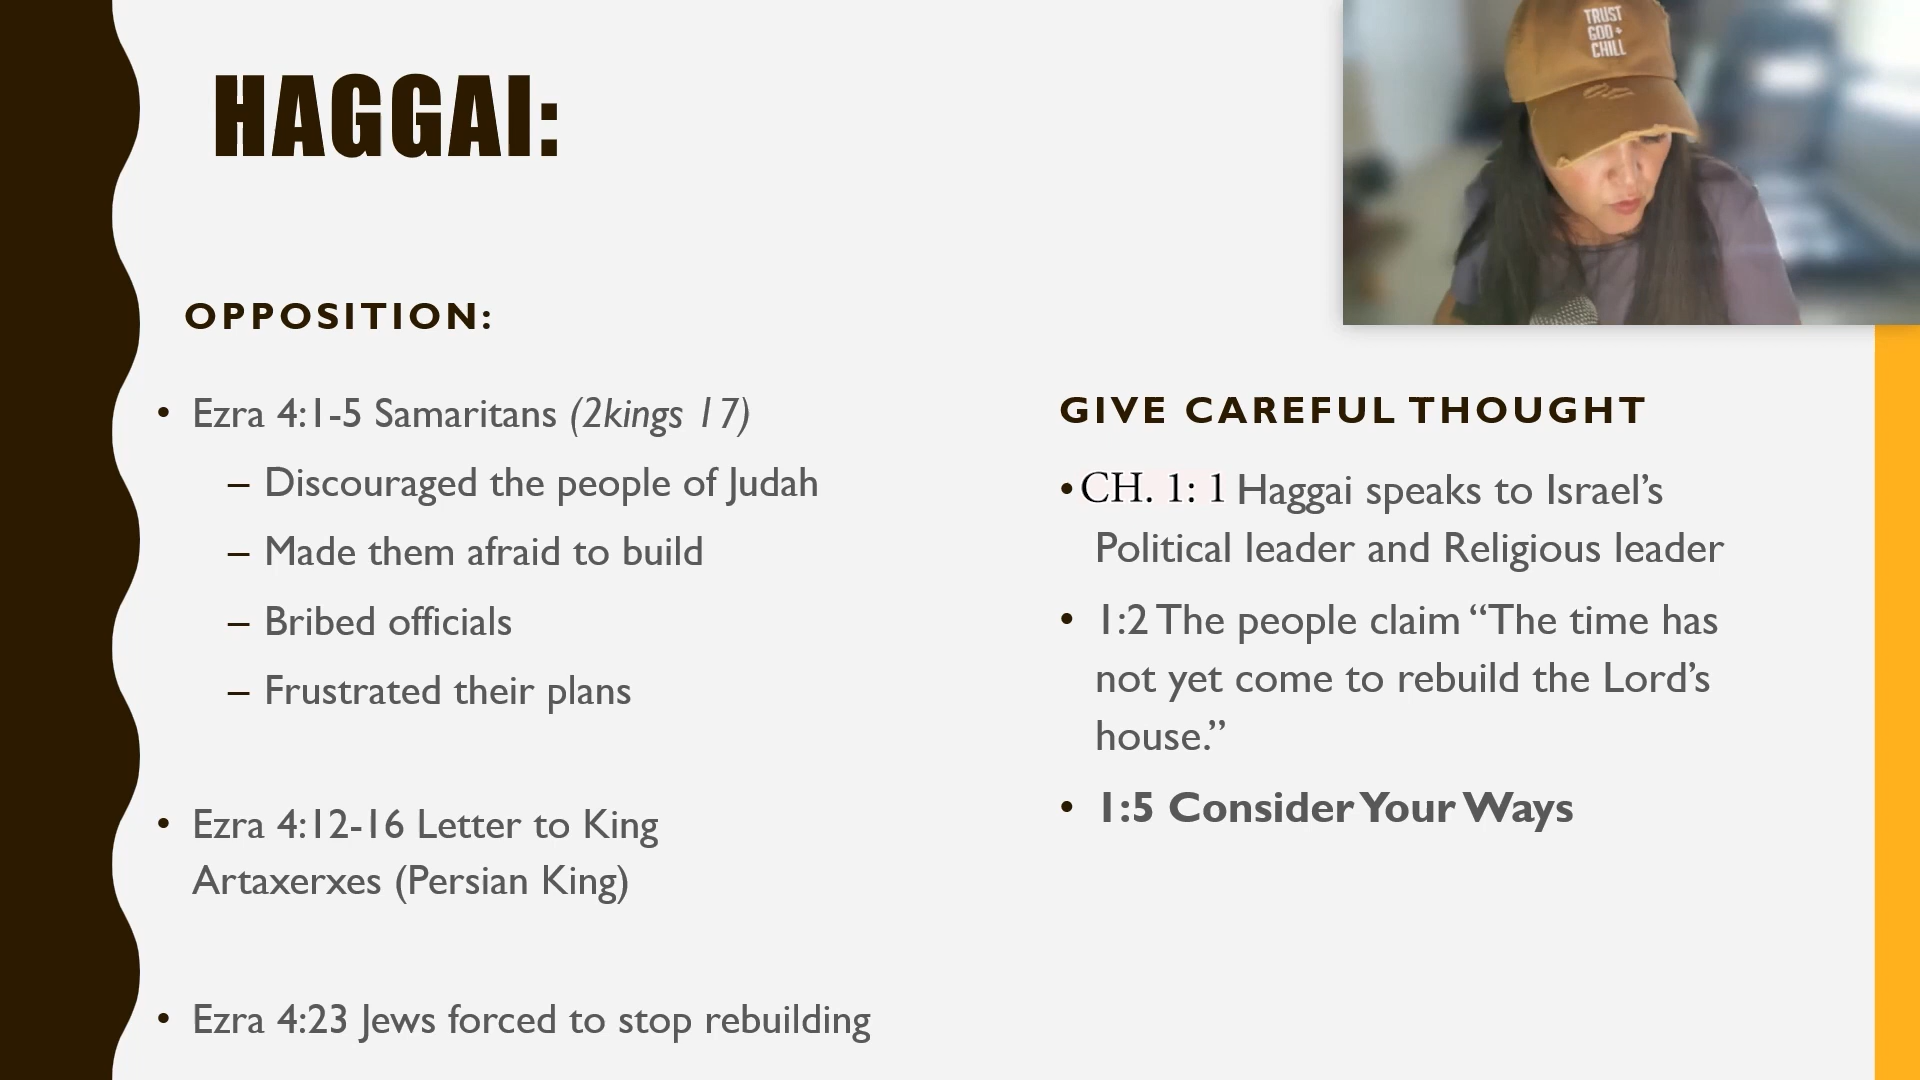 HAGGAI:
TRUST
GOD +
CHILL
OPPOSITION:
• Ezra 4:1-5 Samaritans (2kings 17)
– Discouraged the people of Judah
– Made them afraid to build
– Bribed officials
– Frustrated their plans
• Ezra 4:12-16 Letter to King
Artaxerxes (Persian King)
• Ezra 4:23 Jews forced to stop rebuilding
GIVE CAREFUL THOUGHT
• CH. 1: 1 Haggai speaks to Israel’s
Political leader and Religious leader
• 1:2 The people claim “The time has
not yet come to rebuild the Lord’s
house.”
• 1:5 Consider Your Ways